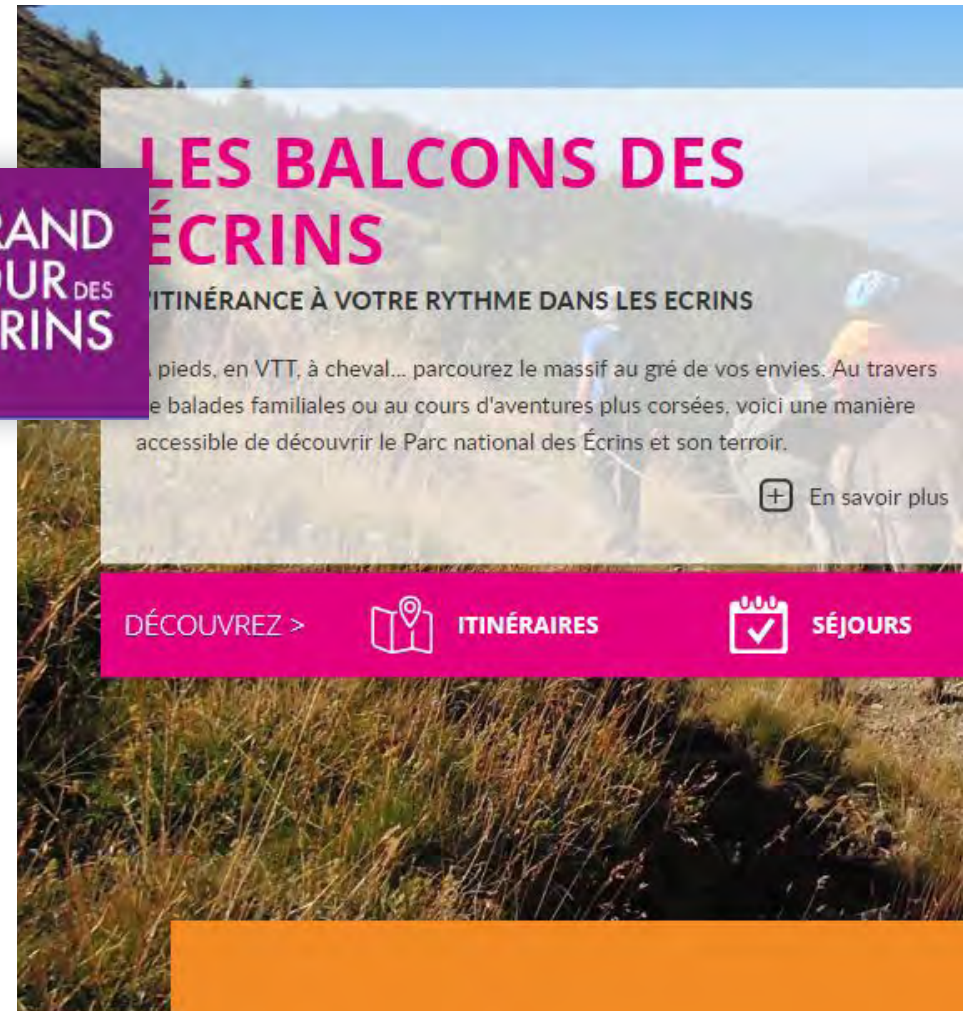 LES BALCONS DES
ÉCRINS
RAND
OUR DES
RINS
'ITINÉRANCE À VOTRE RYTHME DANS LES ECRINS
pieds, en VTT, à cheval... parcourez le massif au gré de vos envies. Au travers
e balades familiales ou au cours d'aventures plus corsées, voici une manière
accessible de découvrir le Parc national des Écrins et son terroir.
En savoir plus
DÉCOUVREZ >
ITINÉRAIRES
SÉJOURS